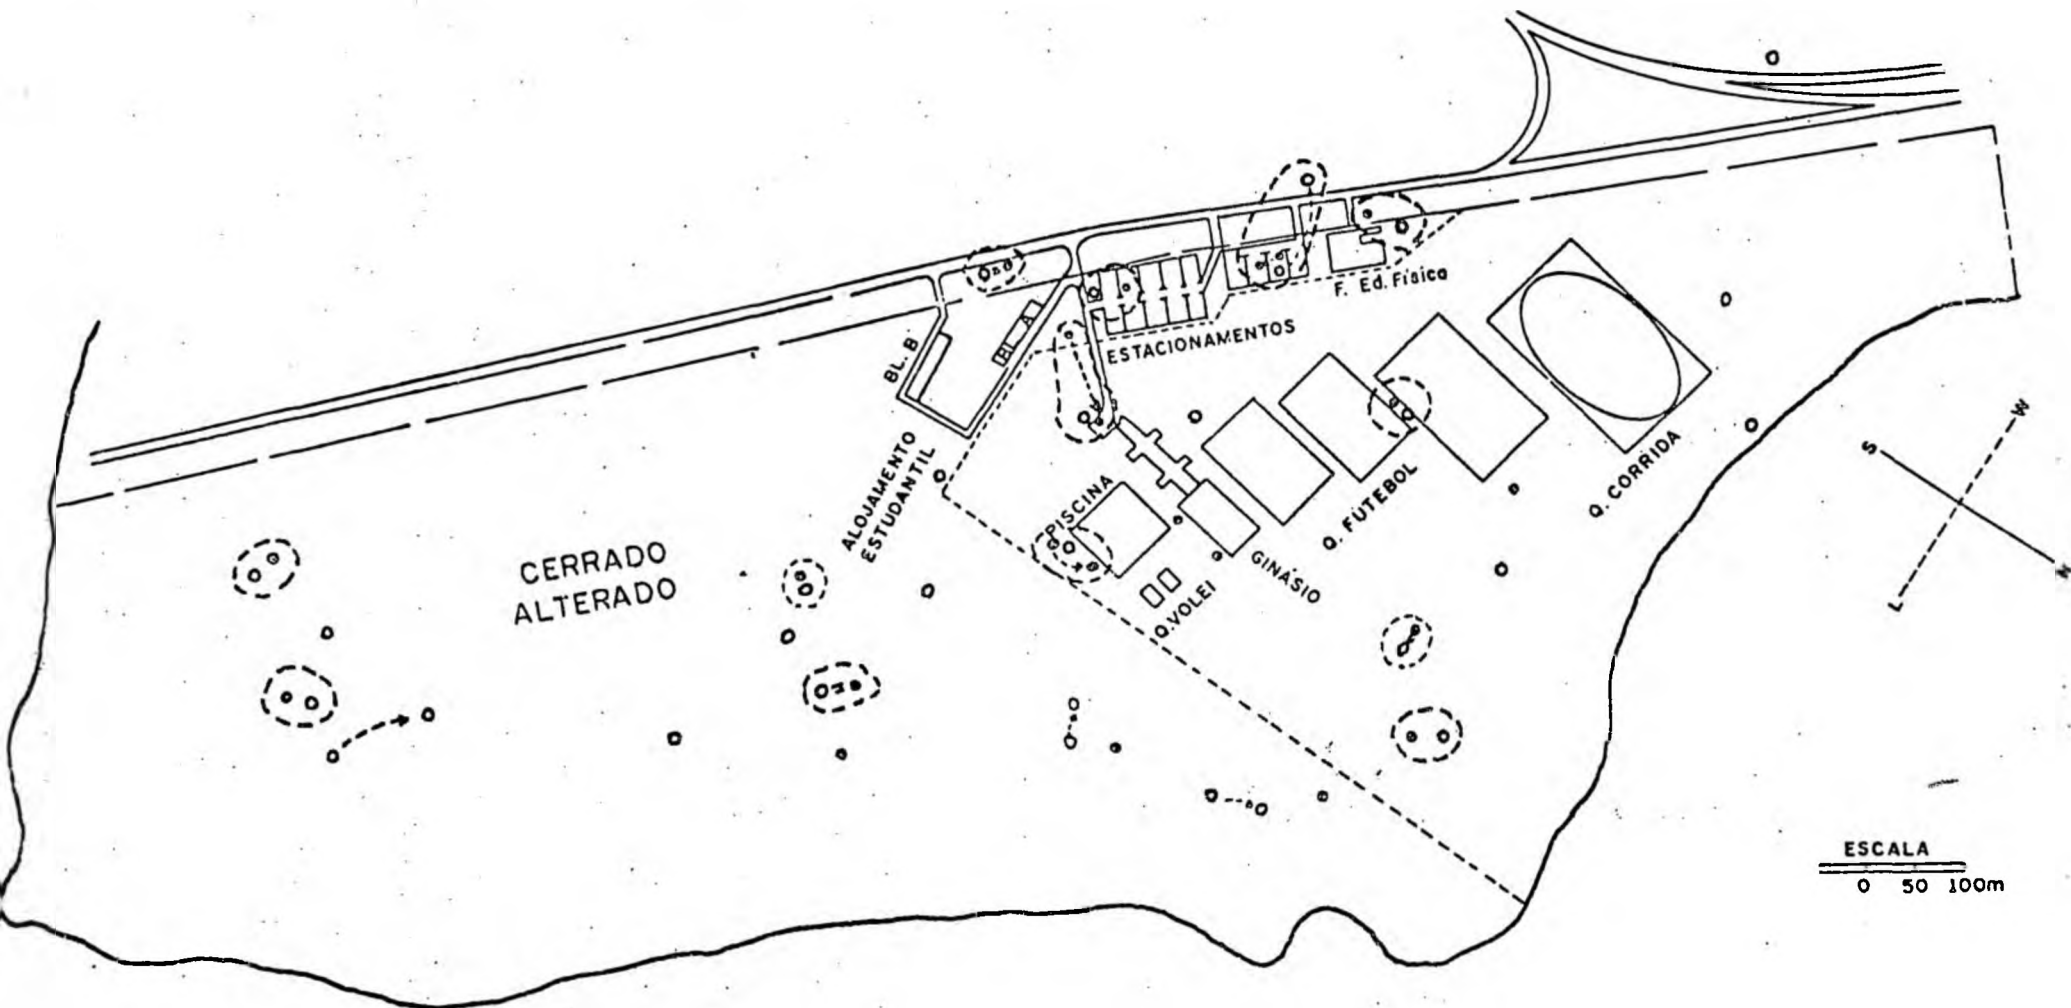 F. Ed. Física
ESTACIONAMENTOS
BL. A
BL. B
ALOJAMENTO
ESTUDANTIL
CERRADO
ALTERADO
PISCINA
GINÁSIO
Q. VOLEI
Q. FUTEBOL
Q. CORRIDA
W
S
N
L
ESCALA
0 50 100m